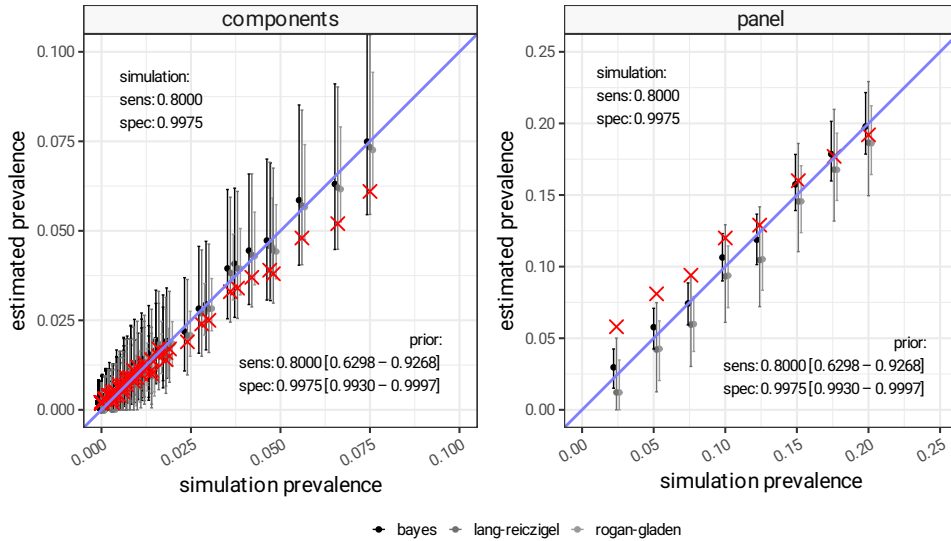 components
panel
estimated prevalence
0.100
0.075
0.050
0.025
0.000
simulation:
sens: 0.8000
spec: 0.9975
prior:
sens: 0.8000 [0.6298 – 0.9268]
spec: 0.9975 [0.9930 – 0.9997]
0.000
0.025
0.050
0.075
0.100
simulation prevalence
estimated prevalence
0.25
0.20
0.15
0.10
0.05
0.00
simulation:
sens: 0.8000
spec: 0.9975
prior:
sens: 0.8000 [0.6298 – 0.9268]
spec: 0.9975 [0.9930 – 0.9997]
0.00
0.05
0.10
0.15
0.20
0.25
simulation prevalence
bayes
lang-reiczigel
rogan-gladen